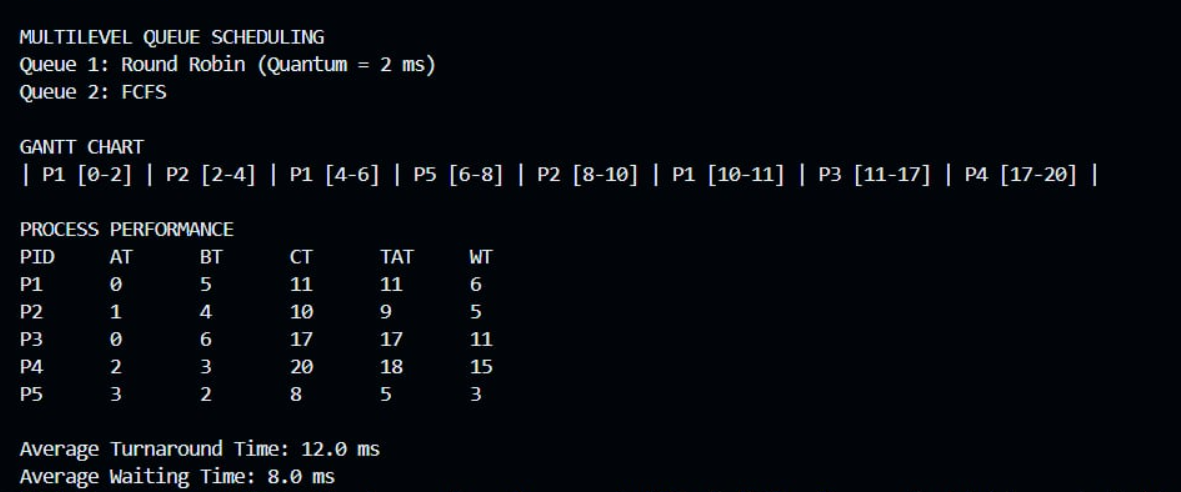 MULTILEVEL QUEUE SCHEDULING
Queue 1: Round Robin (Quantum = 2 ms)
Queue 2: FCFS
GANTT CHART
| P1 [0-2] | P2 [2-4] | P1 [4-6] | P5 [6-8] | P2 [8-10] | P1 [10-11] | P3 [11-17] | P4 [17-20] |
PROCESS PERFORMANCE
PID AT BT CT TAT WT
P1 0 5 11 11 6
P2 1 4 10 9 5
P3 0 6 17 17 11
P4 2 3 20 18 15
P5 3 2 8 5 3
Average Turnaround Time: 12.0 ms
Average Waiting Time: 8.0 ms